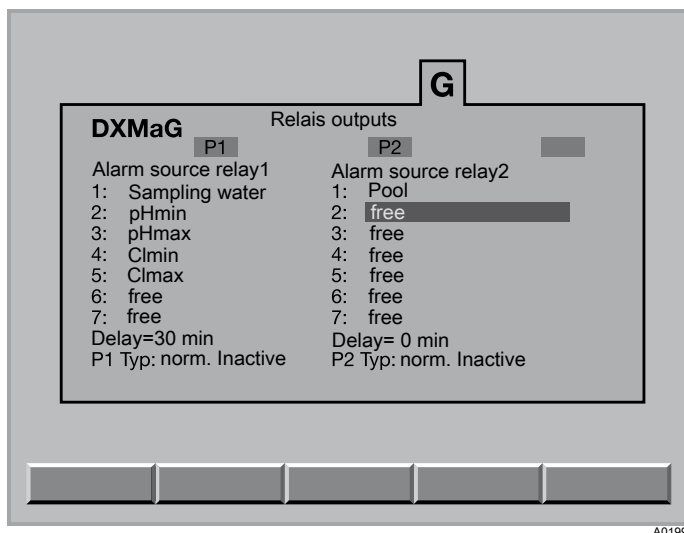 G
DXMaG
Relais outputs
P1
P2
Alarm source relay1
1: Sampling water
2: pHmin
3: pHmax
4: Clmin
5: Clmax
6: free
7: free
Delay=30 min
P1 Typ: norm. Inactive
Alarm source relay2
1: Pool
2: free
3: free
4: free
5: free
6: free
7: free
Delay= 0 min
P2 Typ: norm. Inactive